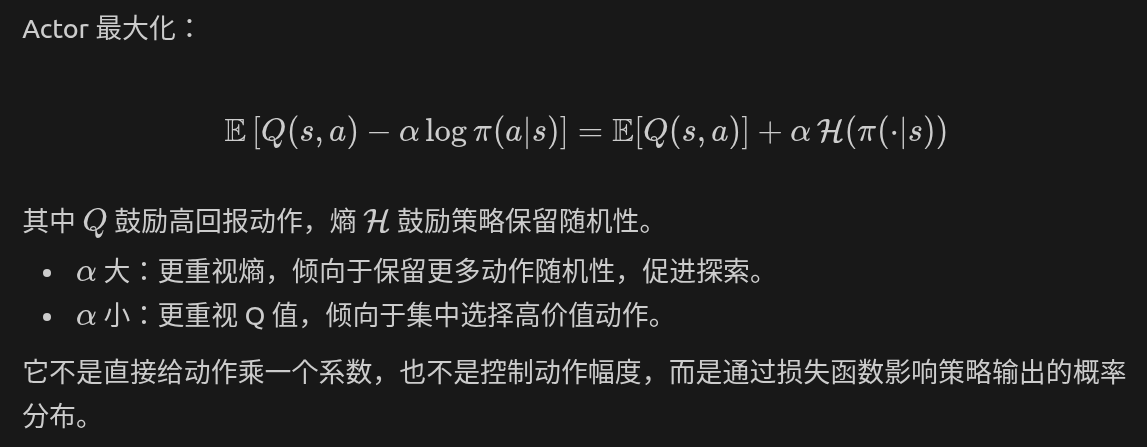 Actor 最大化：
𝔼 [Q(s, a) − α log π(a|s)] = 𝔼[Q(s, a)] + α ℋ(π(·|s))
其中 Q 鼓励高回报动作，熵 ℋ 鼓励策略保留随机性。
• α 大：更重视熵，倾向于保留更多动作随机性，促进探索。
• α 小：更重视 Q 值，倾向于集中选择高价值动作。
它不是直接给动作乘一个系数，也不是控制动作幅度，而是通过损失函数影响策略输出的概率
分布。